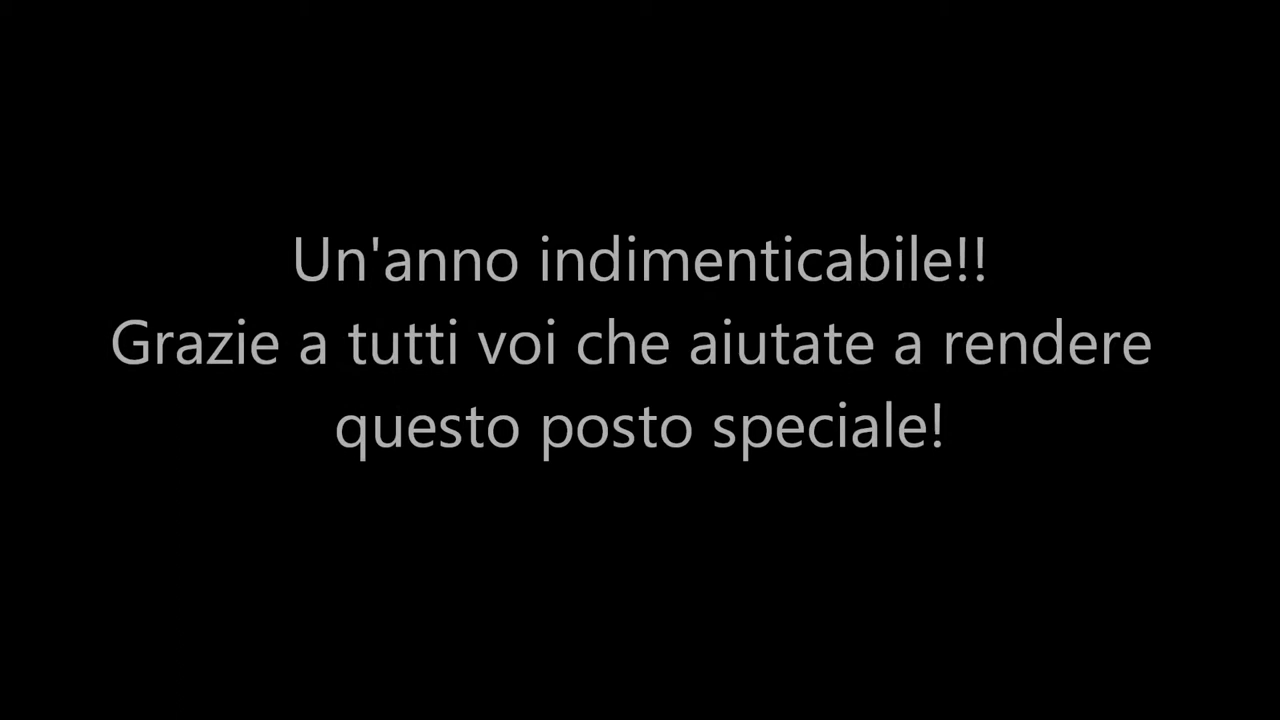 Un'anno indimenticabile!!
Grazie a tutti voi che aiutate a rendere
questo posto speciale!